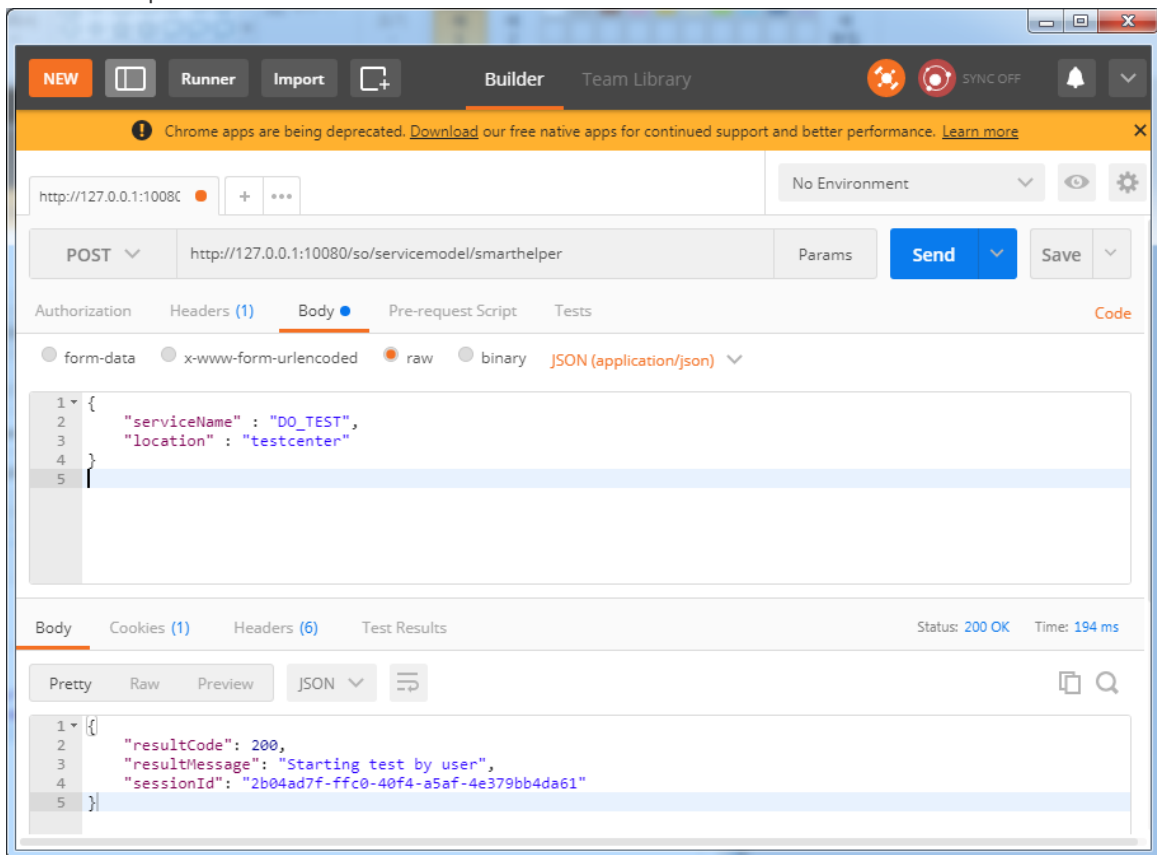 NEW Runner Import Builder Team Library SYNC OFF
Chrome apps are being deprecated. Download our free native apps for continued support and better performance. Learn more
http://127.0.0.1:1008 No Environment
POST http://127.0.0.1:10080/so/servicemodel/smarthelper Params Send Save
Authorization Headers (1) Body Pre-request Script Tests Code
form-data x-www-form-urlencoded raw binary JSON (application/json)
1 {
2 "serviceName" : "DO_TEST",
3 "location" : "testcenter"
4 }
5
Body Cookies (1) Headers (6) Test Results Status: 200 OK Time: 194 ms
Pretty Raw Preview JSON
1 {
2 "resultCode": 200,
3 "resultMessage": "Starting test by user",
4 "sessionId": "2b04ad7f-ffc0-40f4-a5af-4e379bb4da61"
5 }